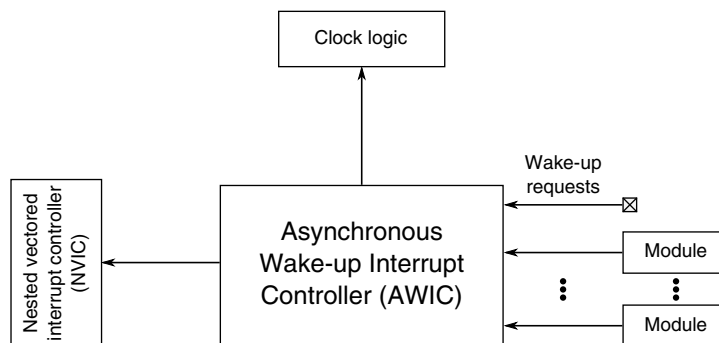 Clock logic
Nested vectored
interrupt controller
(NVIC)
Asynchronous
Wake-up Interrupt
Controller (AWIC)
Wake-up
requests
Module
Module